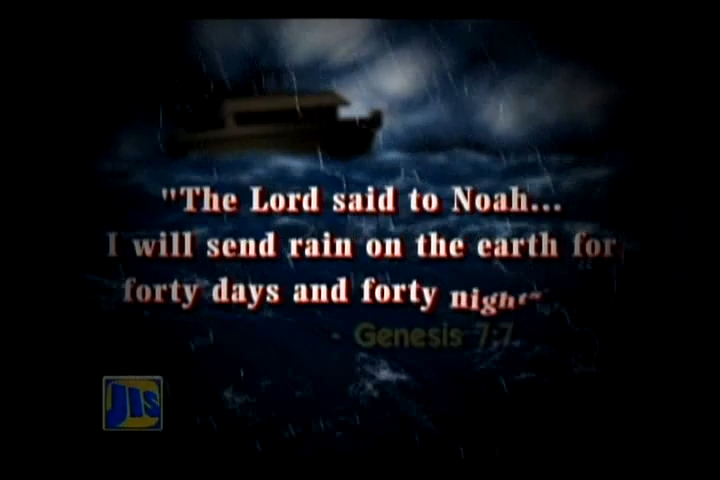 "The Lord said to Noah...
I will send rain on the earth for
forty days and forty night"
- Genesis 7:7
JIS